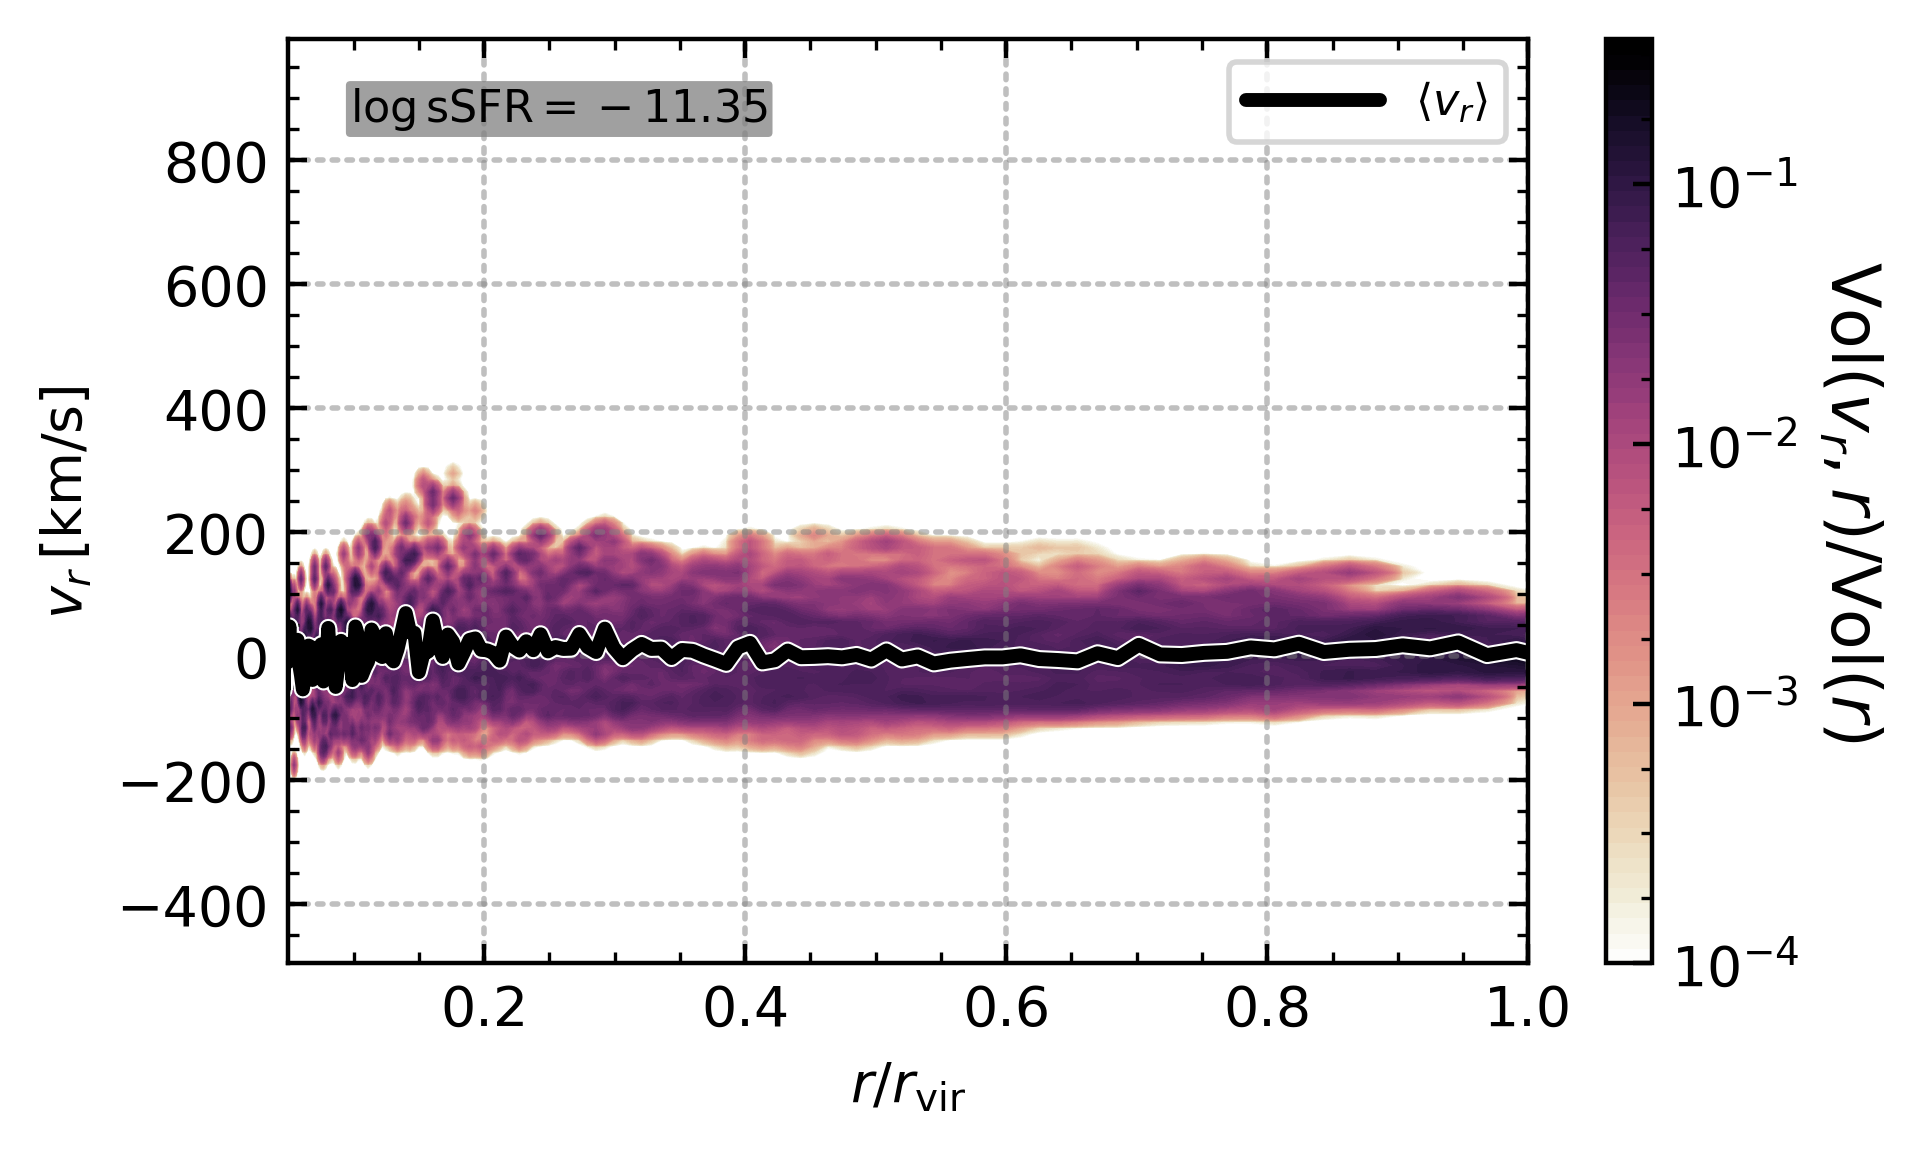 log sSFR = −11.35
⟨v_r⟩
800
600
400
200
0
−200
−400
v_r [km/s]
0.2 0.4 0.6 0.8 1.0
r/r_vir
10⁻¹
10⁻²
10⁻³
10⁻⁴
Vol(v_r, r)/Vol(r)